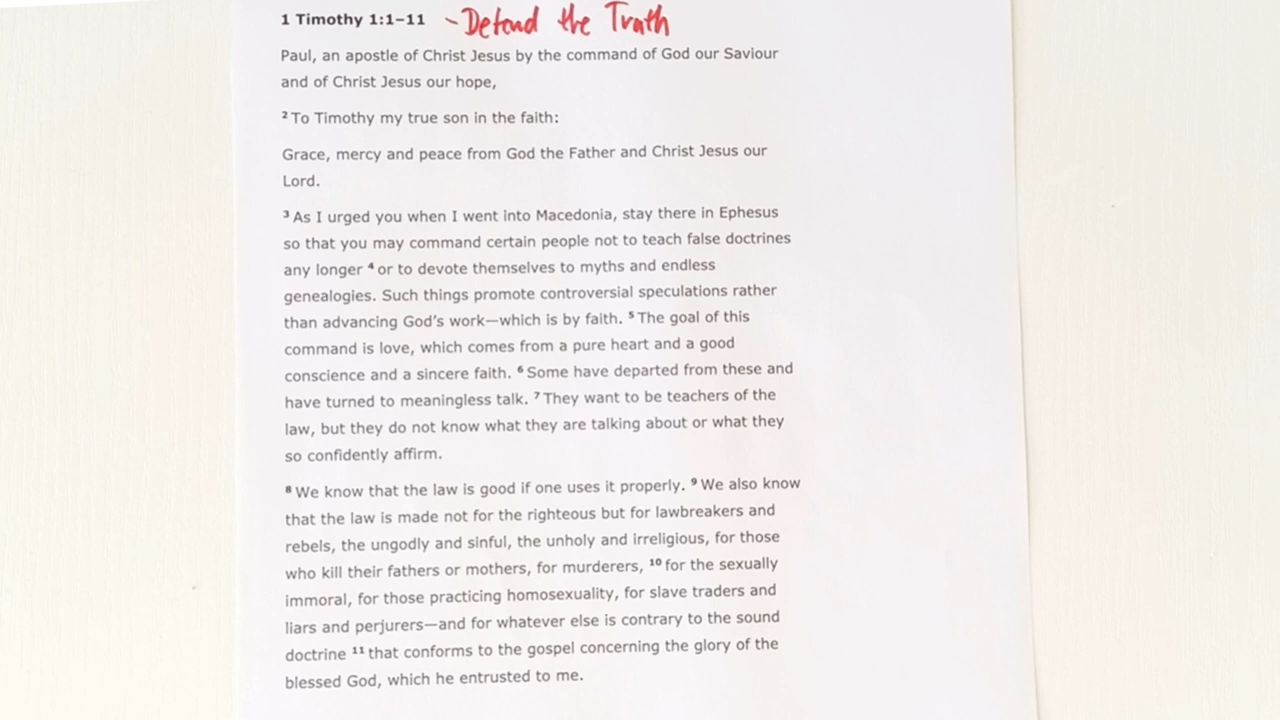 1 Timothy 1:1–11 - Defend the Truth
Paul, an apostle of Christ Jesus by the command of God our Saviour
and of Christ Jesus our hope,
² To Timothy my true son in the faith:
Grace, mercy and peace from God the Father and Christ Jesus our
Lord.
³ As I urged you when I went into Macedonia, stay there in Ephesus
so that you may command certain people not to teach false doctrines
any longer ⁴ or to devote themselves to myths and endless
genealogies. Such things promote controversial speculations rather
than advancing God’s work—which is by faith. ⁵ The goal of this
command is love, which comes from a pure heart and a good
conscience and a sincere faith. ⁶ Some have departed from these and
have turned to meaningless talk. ⁷ They want to be teachers of the
law, but they do not know what they are talking about or what they
so confidently affirm.
⁸ We know that the law is good if one uses it properly. ⁹ We also know
that the law is made not for the righteous but for lawbreakers and
rebels, the ungodly and sinful, the unholy and irreligious, for those
who kill their fathers or mothers, for murderers, ¹⁰ for the sexually
immoral, for those practicing homosexuality, for slave traders and
liars and perjurers—and for whatever else is contrary to the sound
doctrine ¹¹ that conforms to the gospel concerning the glory of the
blessed God, which he entrusted to me.